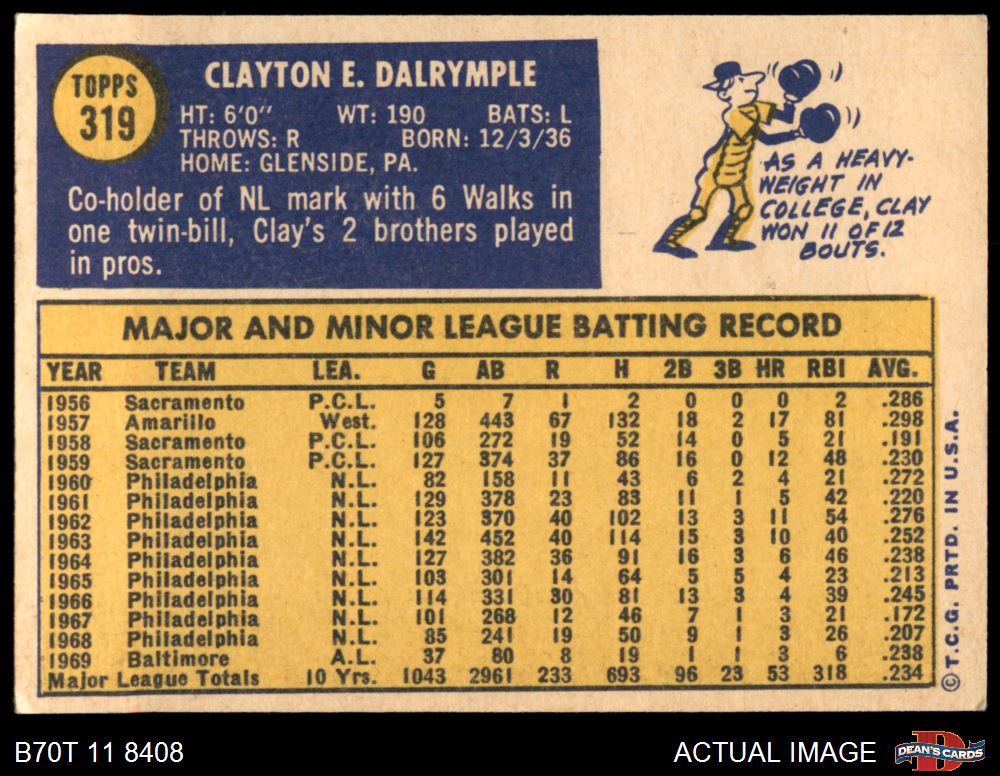 TOPPS
319
CLAYTON E. DALRYMPLE
HT: 6'0" WT: 190 BATS: L
THROWS: R BORN: 12/3/36
HOME: GLENSIDE, PA.
Co-holder of NL mark with 6 Walks in
one twin-bill, Clay's 2 brothers played
in pros.
AS A HEAVY-
WEIGHT IN
COLLEGE, CLAY
WON 11 OF 12
BOUTS.
MAJOR AND MINOR LEAGUE BATTING RECORD
YEAR TEAM LEA. G AB R H 2B 3B HR RBI AVG.
1956 Sacramento P.C.L. 5 7 1 2 0 0 0 2 .286
1957 Amarillo West. 128 443 67 132 18 2 17 81 .298
1958 Sacramento P.C.L. 106 272 19 52 14 0 5 21 .191
1959 Sacramento P.C.L. 127 374 37 86 16 0 12 48 .230
1960 Philadelphia N.L. 82 158 11 43 6 2 4 21 .272
1961 Philadelphia N.L. 129 378 23 83 11 1 5 42 .220
1962 Philadelphia N.L. 123 370 40 102 13 3 11 54 .276
1963 Philadelphia N.L. 142 452 40 114 15 3 10 40 .252
1964 Philadelphia N.L. 127 382 36 91 16 3 6 46 .238
1965 Philadelphia N.L. 103 301 14 64 5 5 4 23 .213
1966 Philadelphia N.L. 114 331 30 81 13 3 4 39 .245
1967 Philadelphia N.L. 101 268 12 46 7 1 3 21 .172
1968 Philadelphia N.L. 85 241 19 50 9 1 3 26 .207
1969 Baltimore A.L. 37 80 8 19 1 1 3 6 .238
Major League Totals 10 Yrs. 1043 2961 233 693 96 23 53 318 .234
©T.C.G. PRTD. IN U.S.A.
B70T 11 8408
ACTUAL IMAGE
DEAN'S CARDS